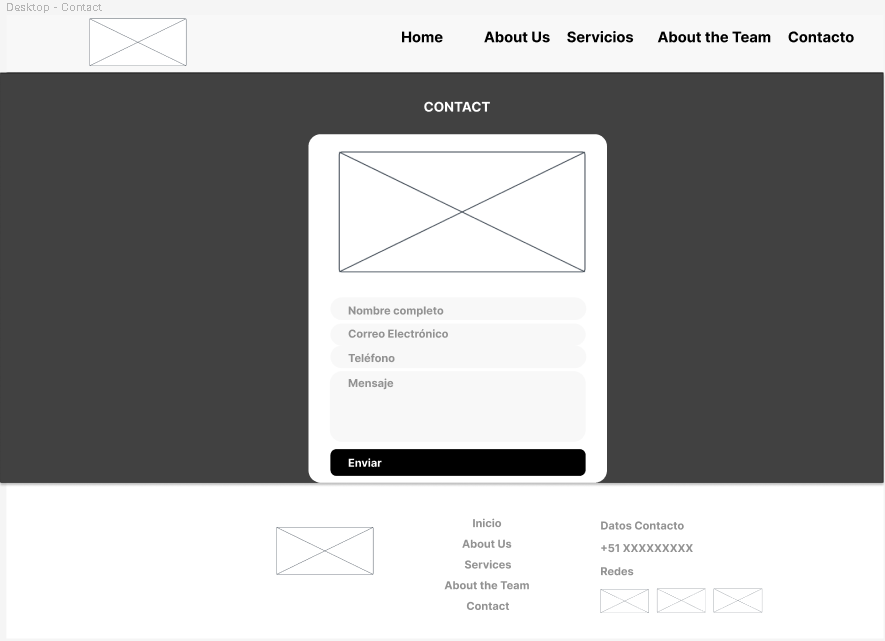 Desktop - Contact
Home About Us Servicios About the Team Contacto
CONTACT
Nombre completo
Correo Electrónico
Teléfono
Mensaje
Enviar
Inicio
About Us
Services
About the Team
Contact
Datos Contacto
+51 XXXXXXXXX
Redes